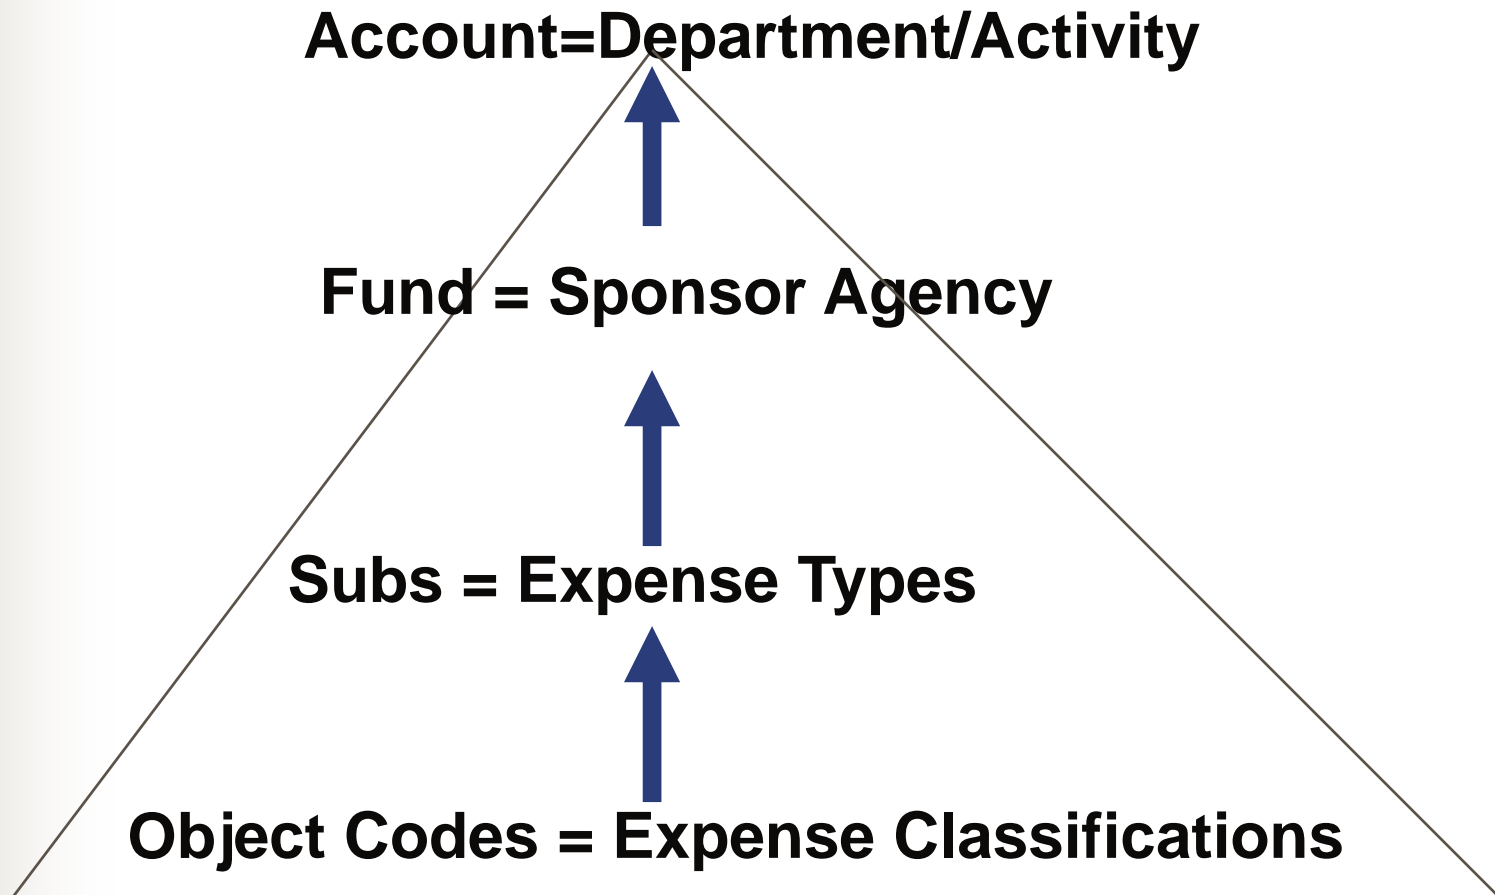 Account=Department/Activity
Fund = Sponsor Agency
Subs = Expense Types
Object Codes = Expense Classifications